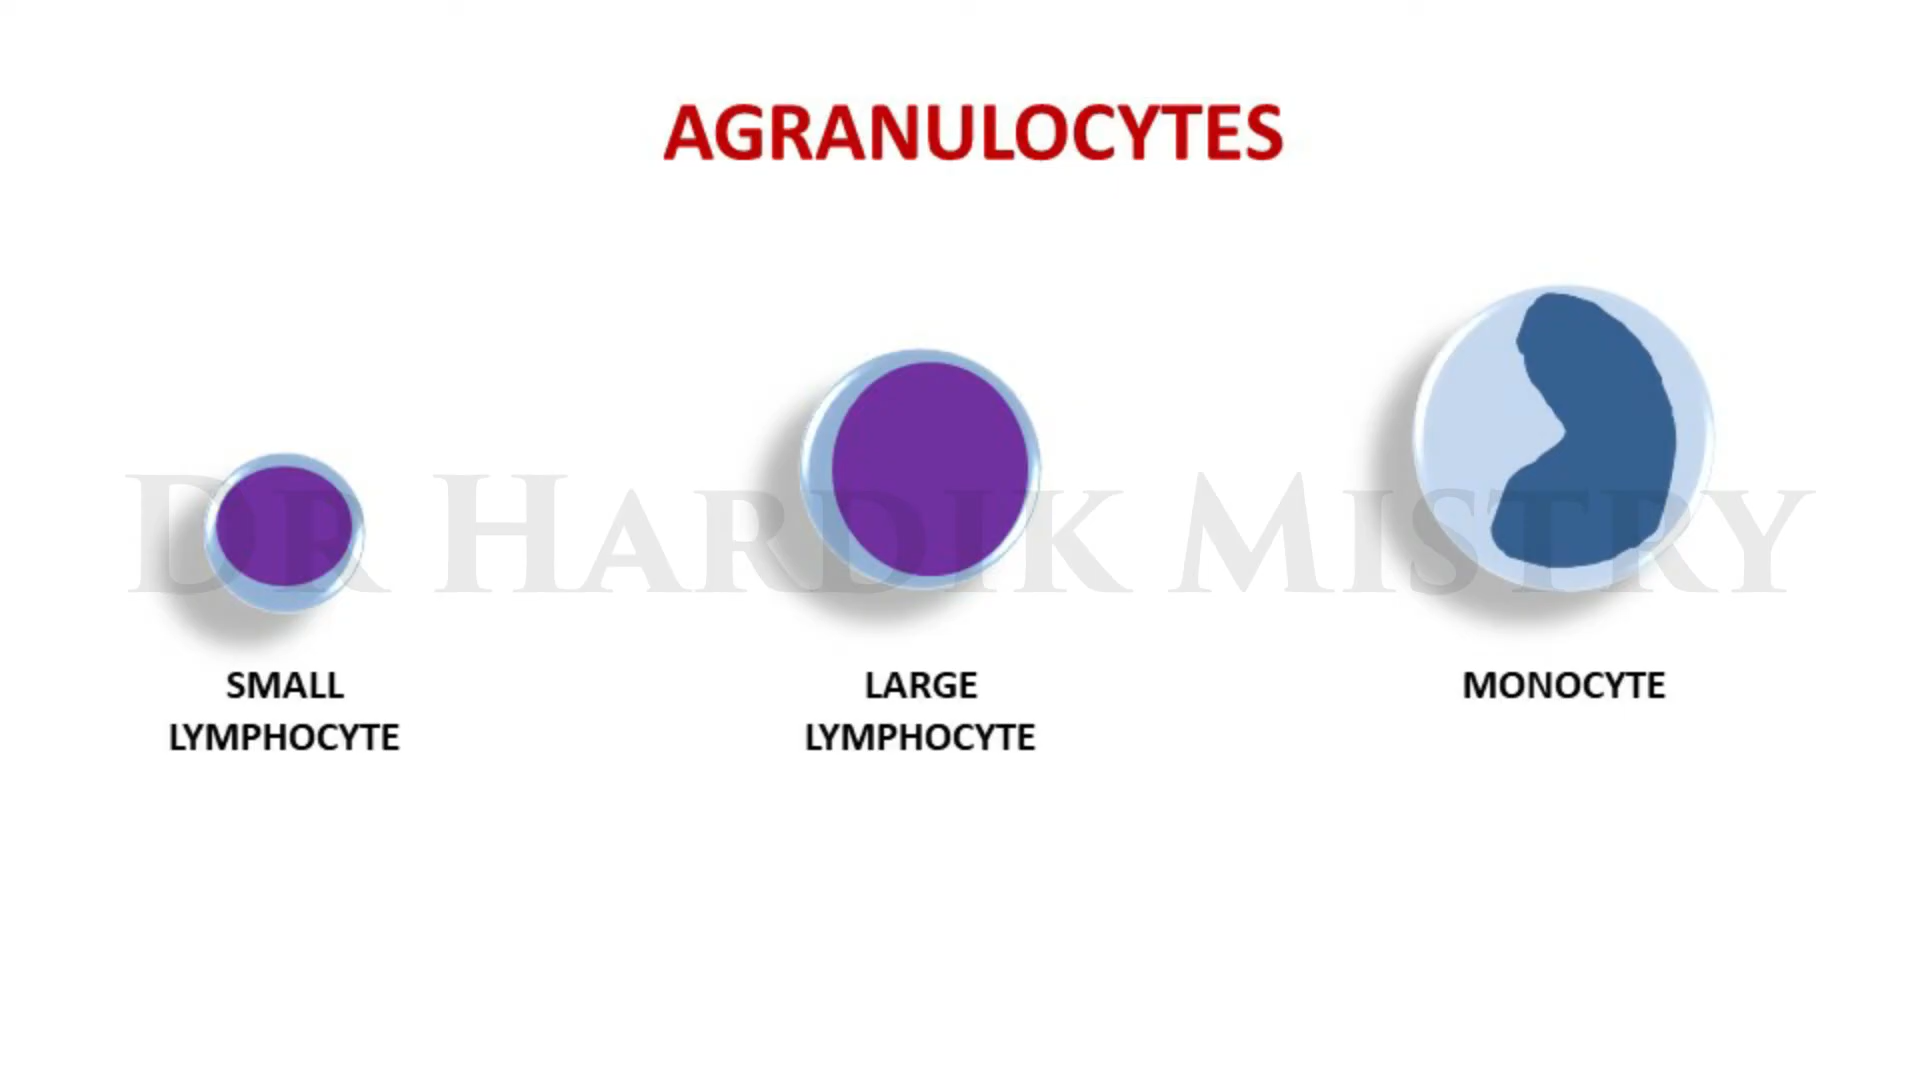 AGRANULOCYTES
DR HARDIK MISTRY
SMALL
LYMPHOCYTE
LARGE
LYMPHOCYTE
MONOCYTE